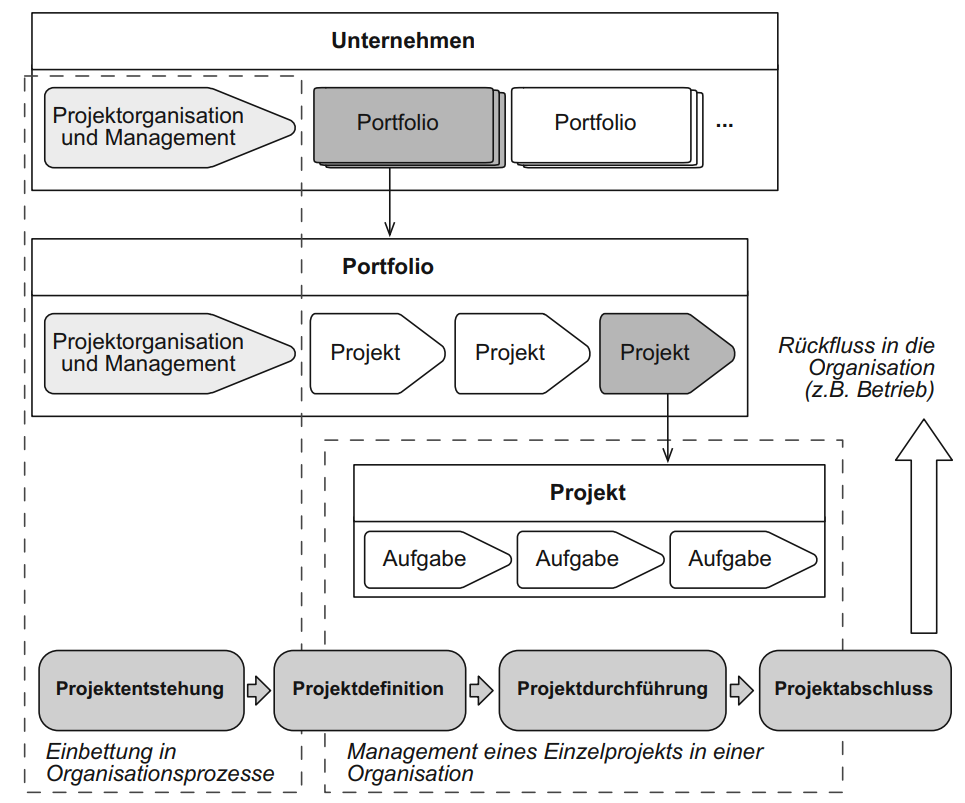 Unternehmen
Projektorganisation
und Management
Portfolio
Portfolio
...
Portfolio
Projektorganisation
und Management
Projekt
Projekt
Projekt
Rückfluss in die
Organisation
(z.B. Betrieb)
Projekt
Aufgabe
Aufgabe
Aufgabe
Projektentstehung
Projektdefinition
Projektdurchführung
Projektabschluss
Einbettung in
Organisationsprozesse
Management eines Einzelprojekts in einer
Organisation